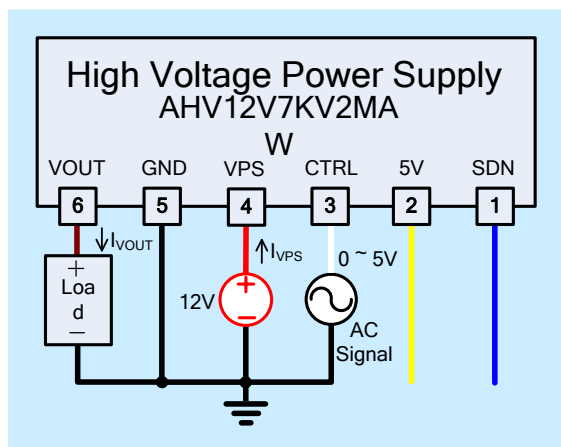 High Voltage Power Supply
AHV12V7KV2MA
W
VOUT GND VPS CTRL 5V SDN
6 5 4 3 2 1
IVOUT IVPS 0 ~ 5V
+ Loa d − 12V + − AC Signal